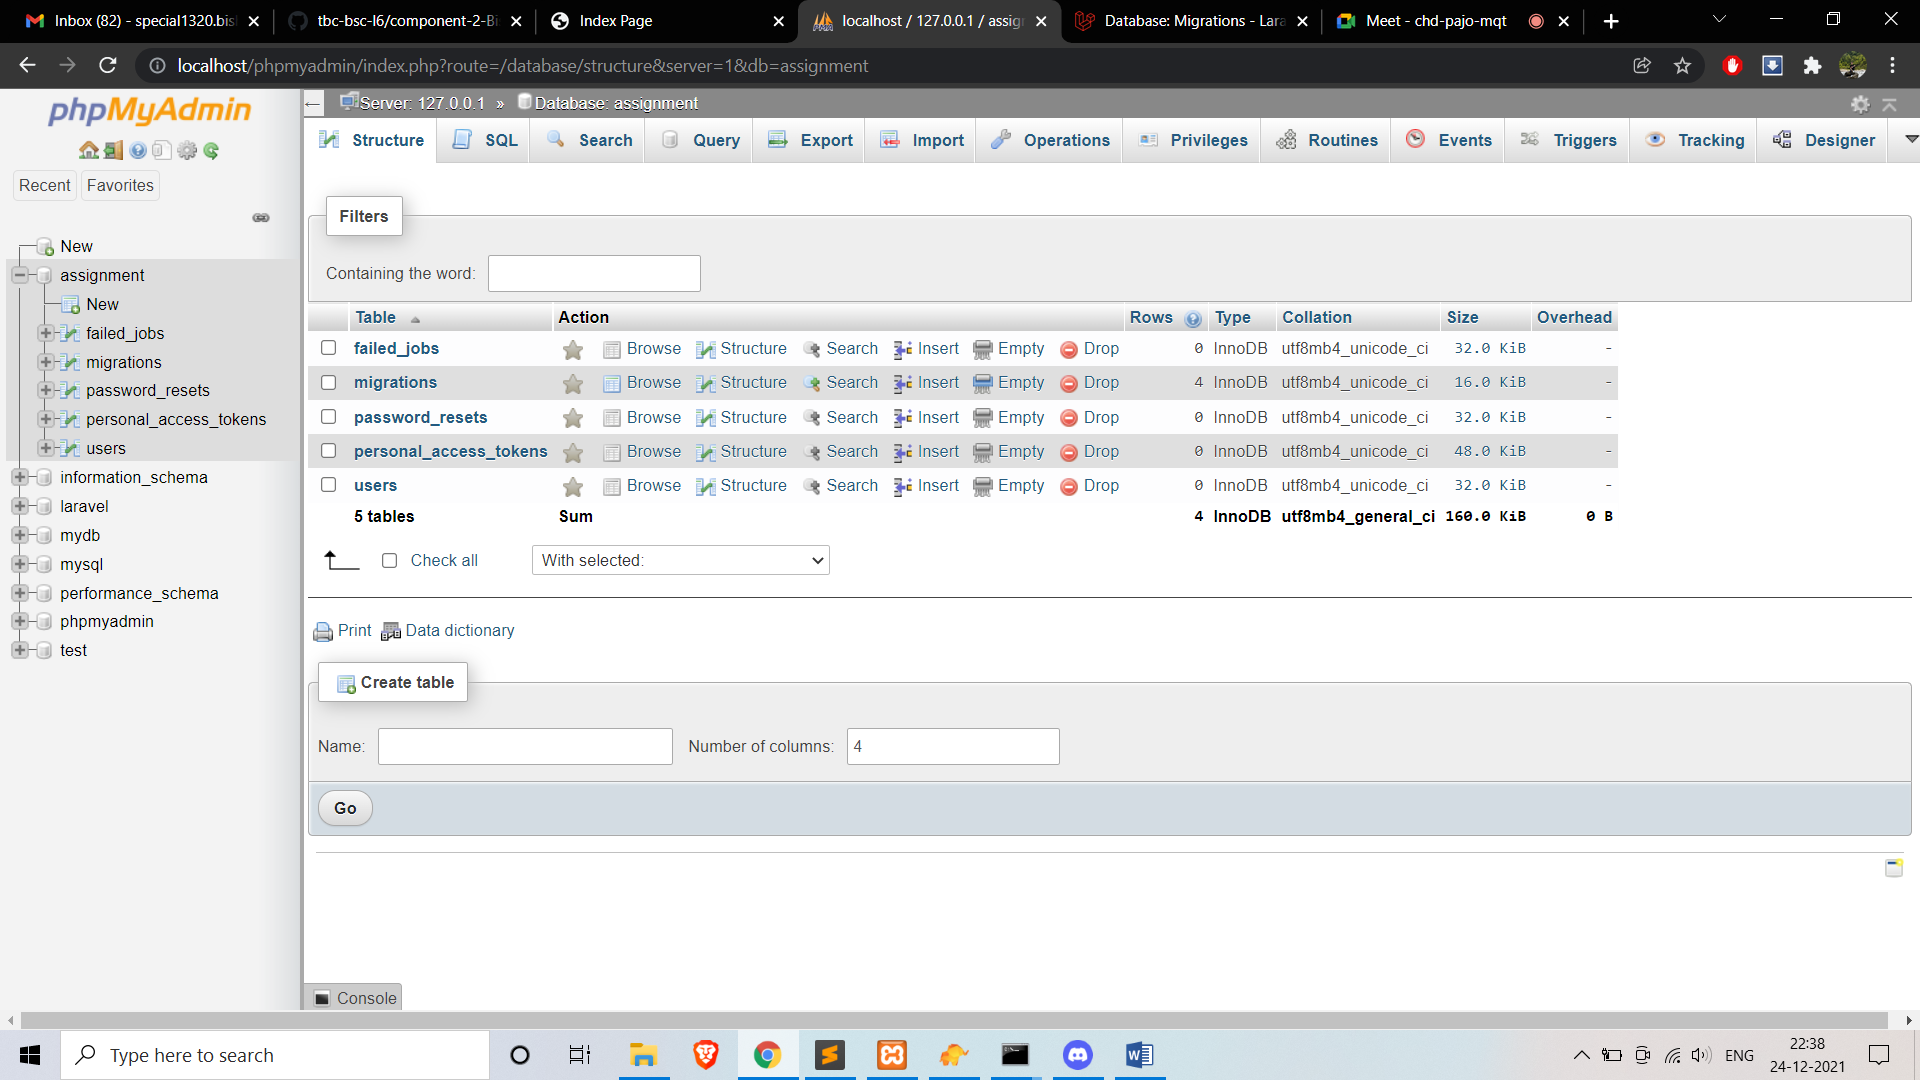 Inbox (82) - special1320.bis
tbc-bsc-l6/component-2-Bi
Index Page
localhost / 127.0.0.1 / assign
Database: Migrations - Lara
Meet - chd-pajo-mqt
localhost/phpmyadmin/index.php?route=/database/structure&server=1&db=assignment
phpMyAdmin
Recent
Favorites
New
assignment
New
failed_jobs
migrations
password_resets
personal_access_tokens
users
information_schema
laravel
mydb
mysql
performance_schema
phpmyadmin
test
Server: 127.0.0.1 » Database: assignment
Structure SQL Search Query Export Import Operations Privileges Routines Events Triggers Tracking Designer
Filters
Containing the word:
Table Action Rows Type Collation Size Overhead
failed_jobs Browse Structure Search Insert Empty Drop 0 InnoDB utf8mb4_unicode_ci 32.0 KiB -
migrations Browse Structure Search Insert Empty Drop 4 InnoDB utf8mb4_unicode_ci 16.0 KiB -
password_resets Browse Structure Search Insert Empty Drop 0 InnoDB utf8mb4_unicode_ci 32.0 KiB -
personal_access_tokens Browse Structure Search Insert Empty Drop 0 InnoDB utf8mb4_unicode_ci 48.0 KiB -
users Browse Structure Search Insert Empty Drop 0 InnoDB utf8mb4_unicode_ci 32.0 KiB -
5 tables Sum 4 InnoDB utf8mb4_general_ci 160.0 KiB 0 B
Check all With selected:
Print Data dictionary
Create table
Name: Number of columns: 4
Go
Console
Type here to search
ENG
22:38
24-12-2021